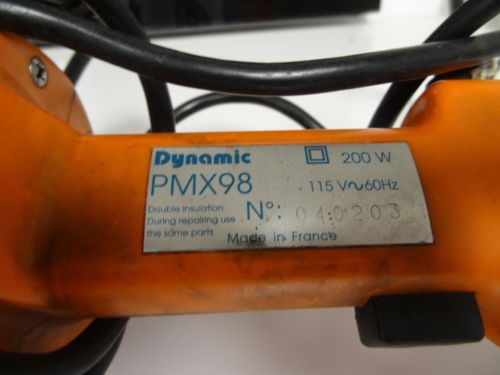 Dynamic
200 W
PMX98
115 V~60Hz
Double insulation
During repairing use
the same parts
N°: 040203
Made in France